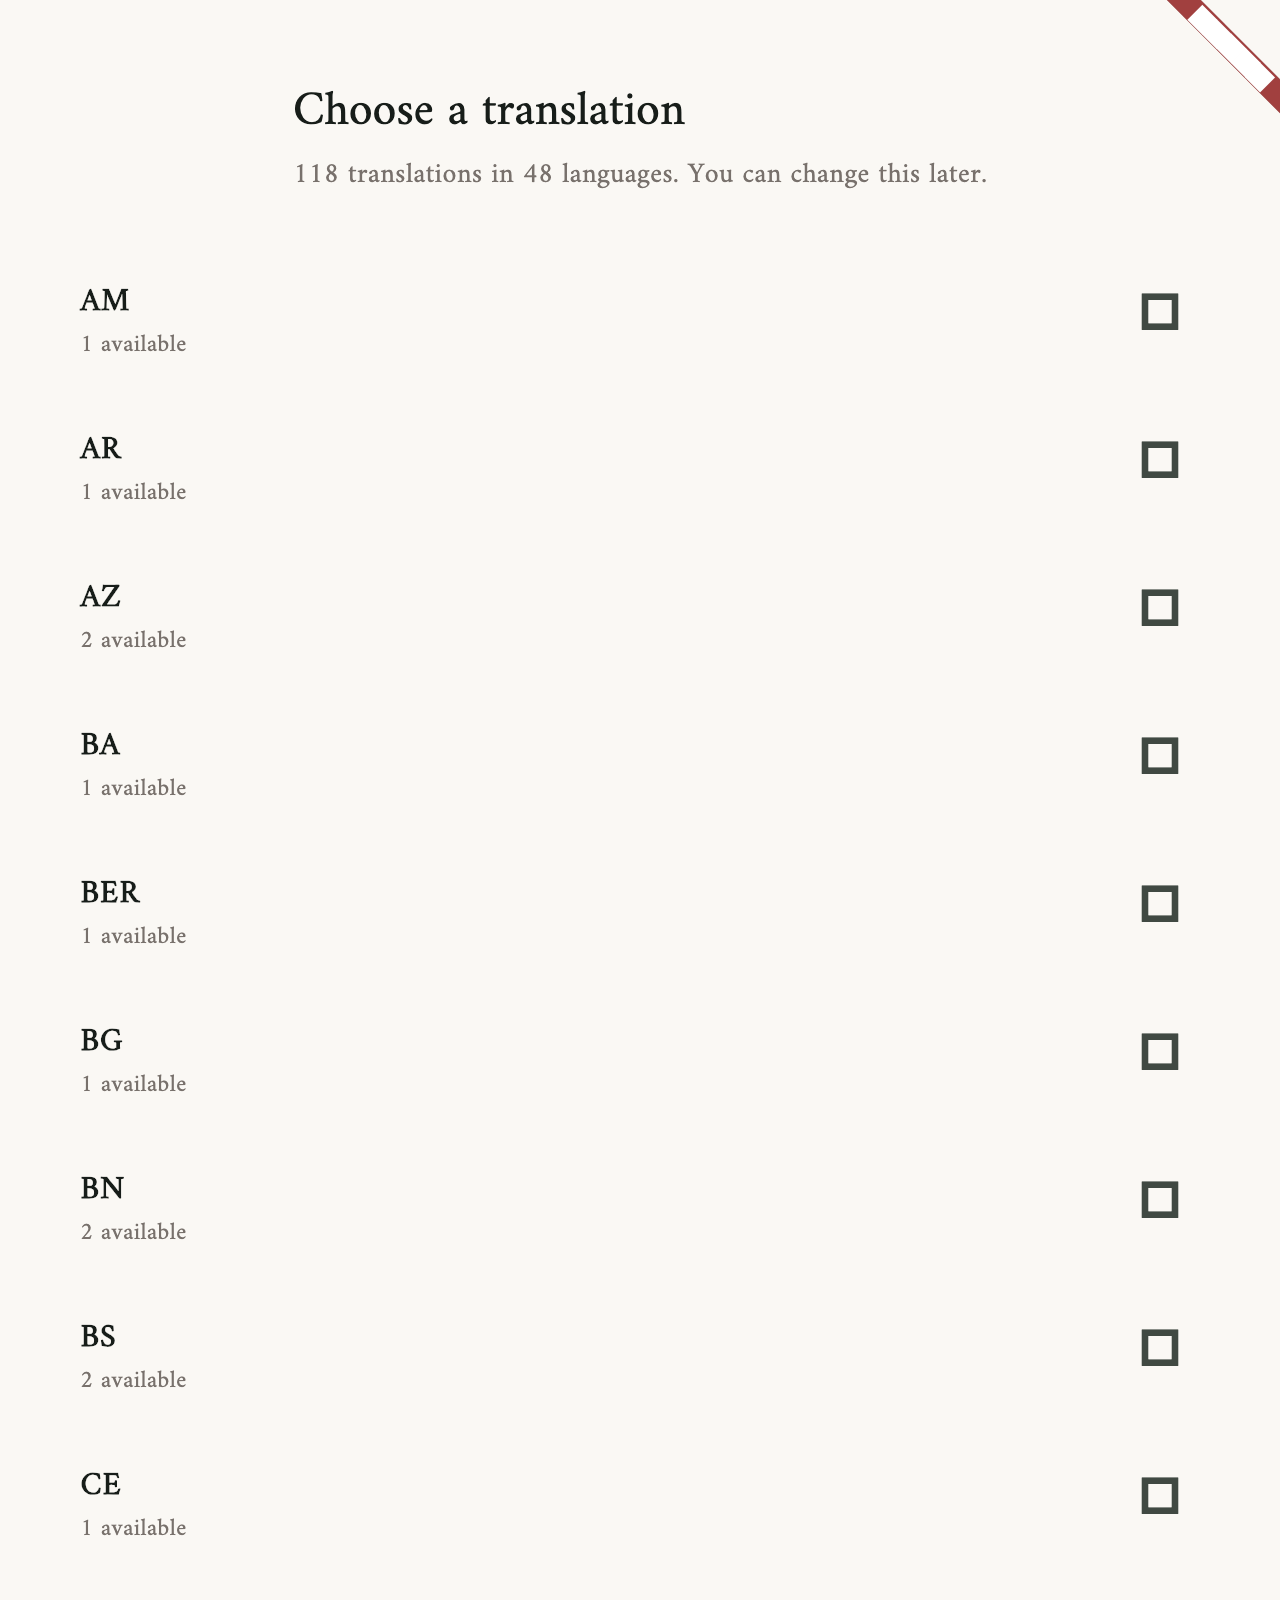 Choose a translation
118 translations in 48 languages. You can change this later.
AM
1 available
AR
1 available
AZ
2 available
BA
1 available
BER
1 available
BG
1 available
BN
2 available
BS
2 available
CE
1 available